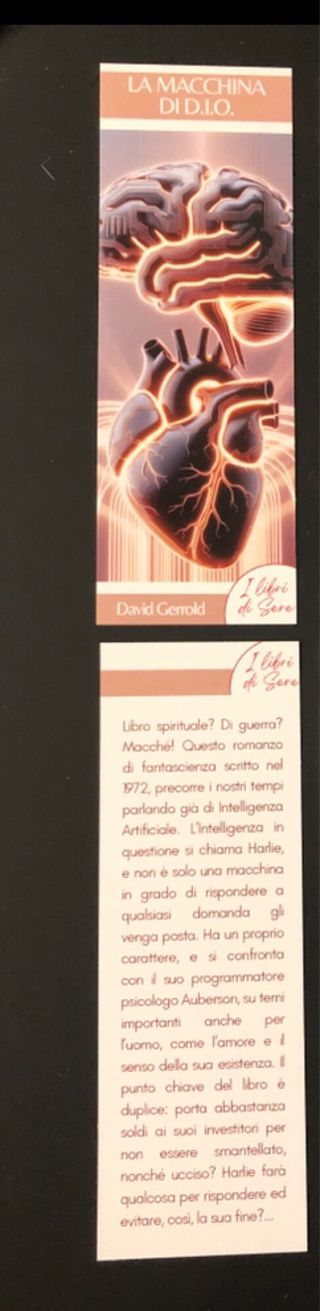 LA MACCHINA
DI D.I.O.
David Gerrold
I libri
di Sere
I libri
di Sere
Libro spirituale? Di guerra?
Macché! Questo romanzo
di fantascienza scritto nel
1972, precorre i nostri tempi
parlando già di Intelligenza
Artificiale. L'Intelligenza in
questione si chiama Harlie,
e non è solo una macchina
in grado di rispondere a
qualsiasi domanda gli
venga posta. Ha un proprio
carattere, e si confronta
con il suo programmatore
psicologo Auberson, su temi
importanti anche per
l'uomo, come l'amore e il
senso della sua esistenza. Il
punto chiave del libro è
duplice: porta abbastanza
soldi ai suoi investitori per
non essere smantellato,
nonché ucciso? Harlie farà
qualcosa per rispondere ed
evitare, così, la sua fine?...